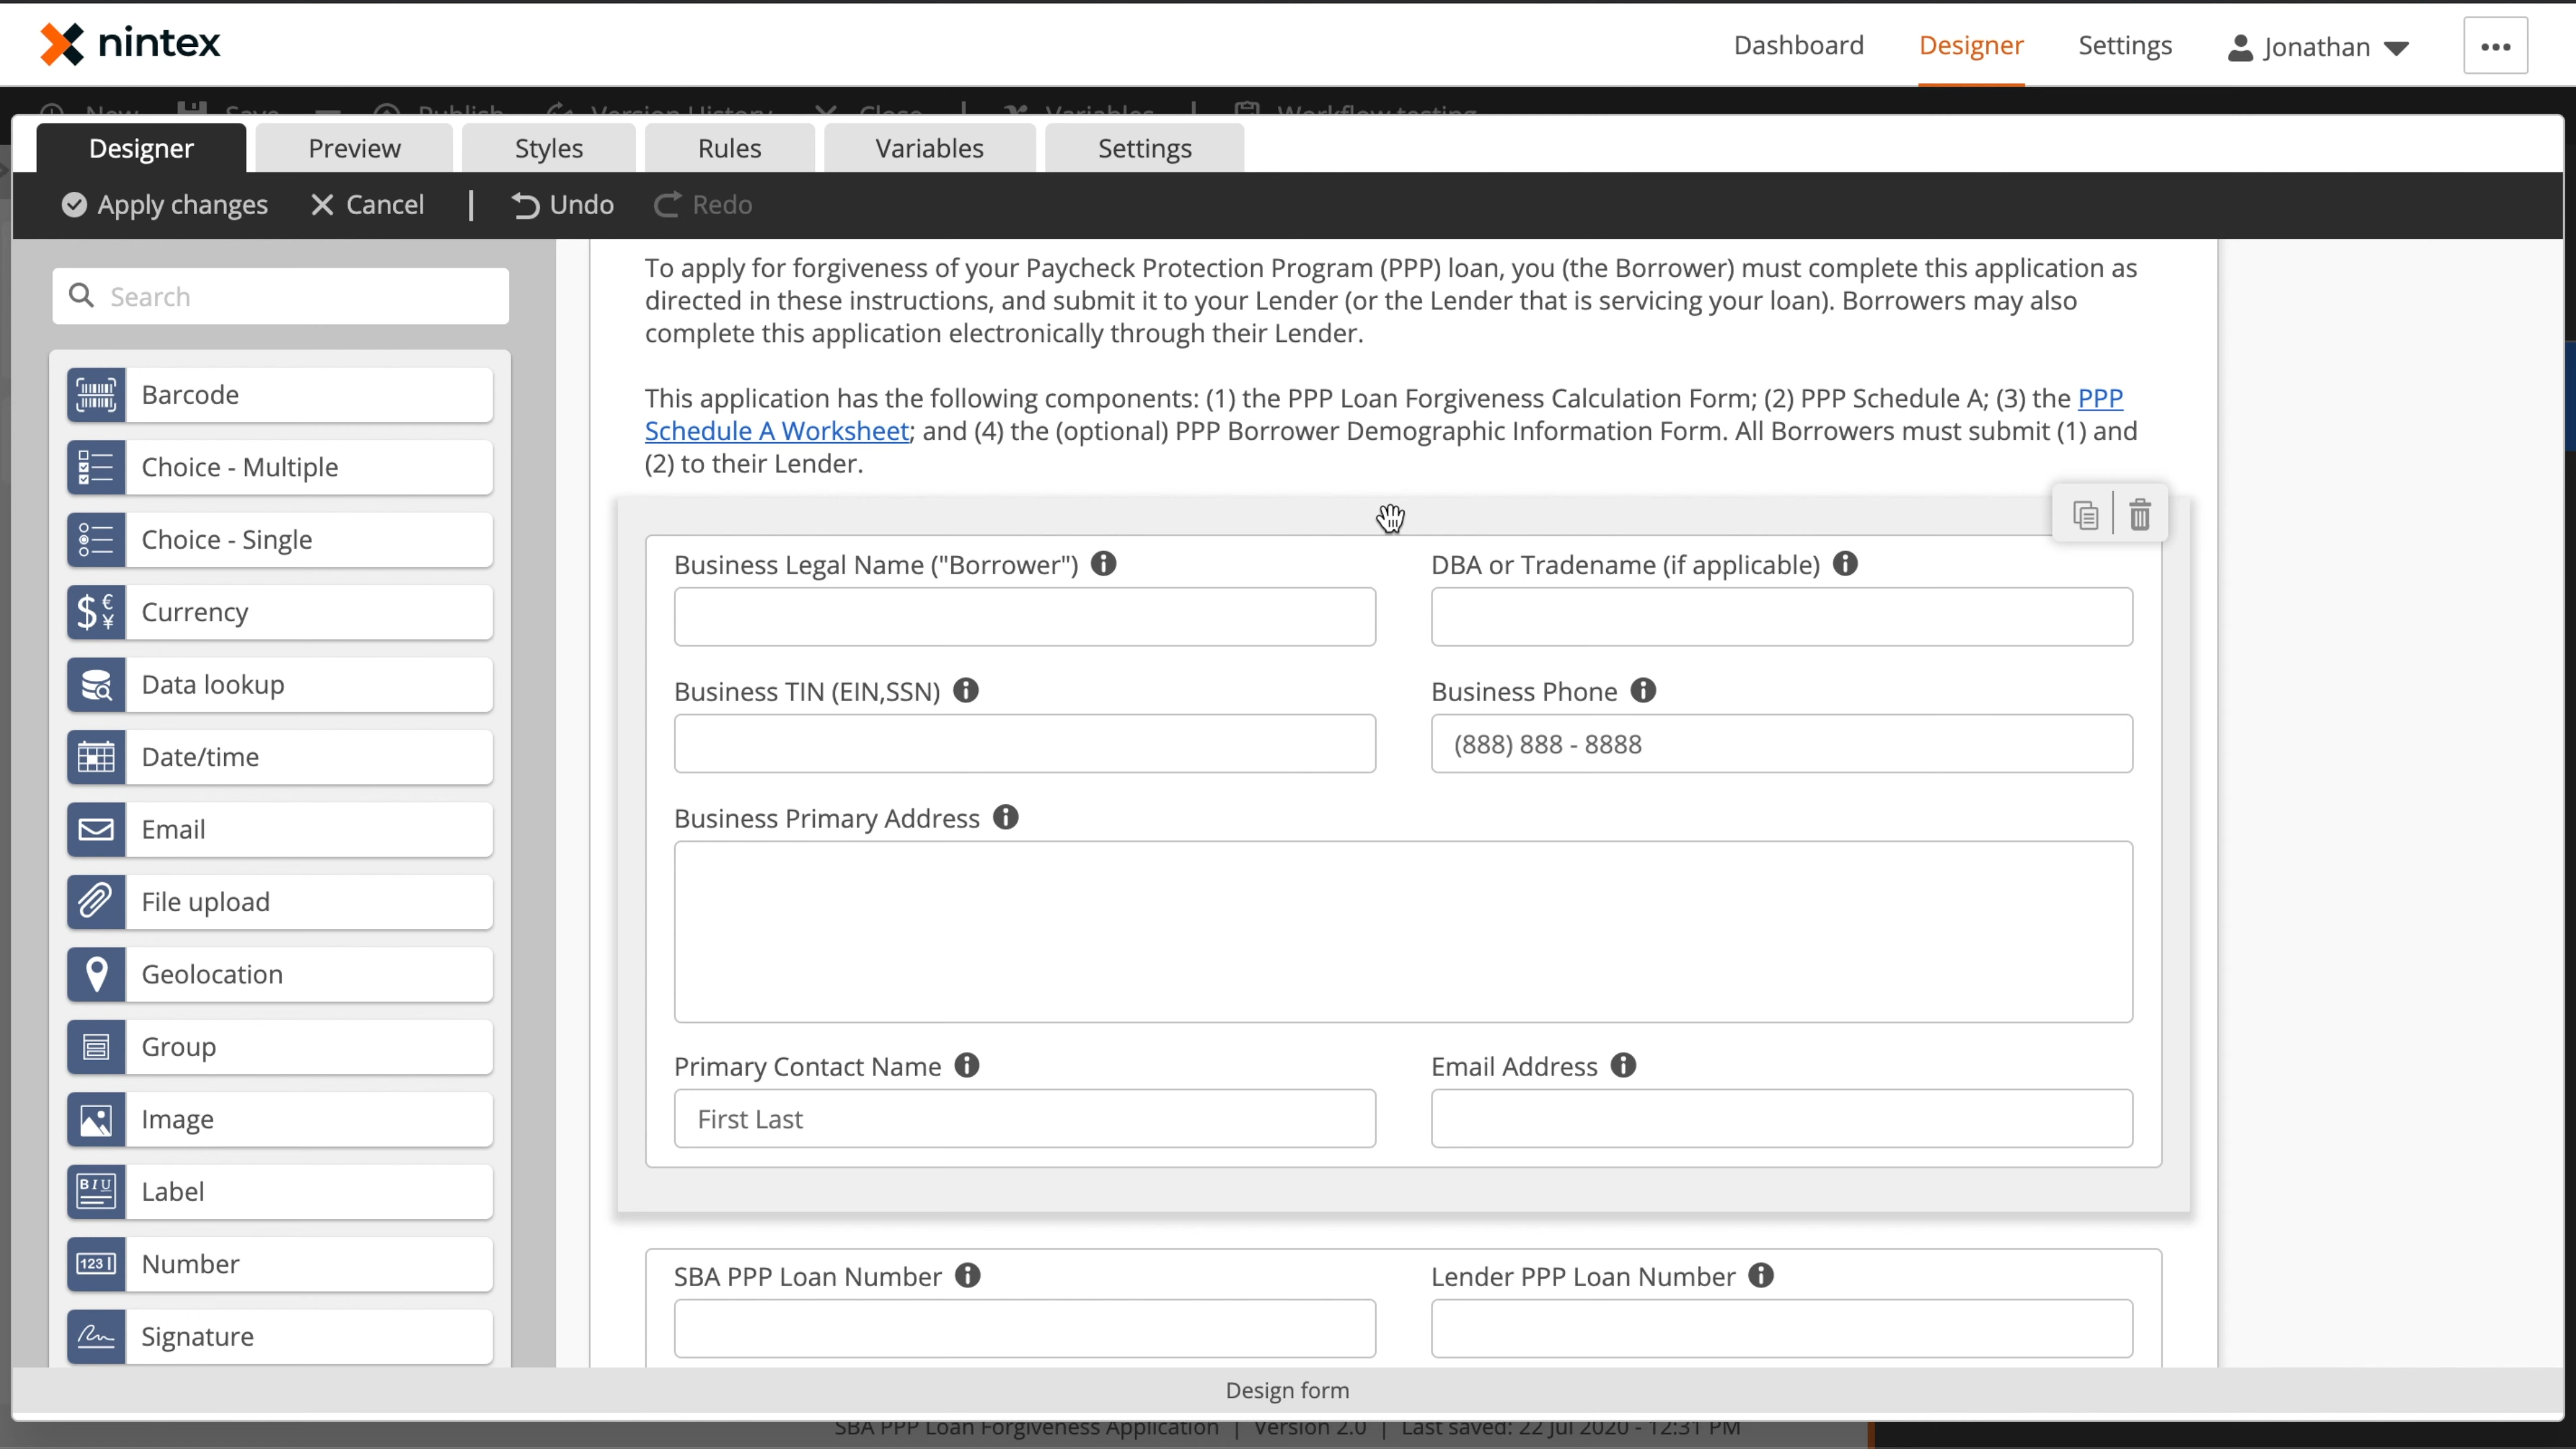 nintex
Dashboard Designer Settings Jonathan
New Save Publish Version History Close | Variables | Workflow testing
Designer Preview Styles Rules Variables Settings
Apply changes Cancel | Undo Redo
Search
Barcode
Choice - Multiple
Choice - Single
Currency
Data lookup
Date/time
Email
File upload
Geolocation
Group
Image
Label
Number
Signature
To apply for forgiveness of your Paycheck Protection Program (PPP) loan, you (the Borrower) must complete this application as
directed in these instructions, and submit it to your Lender (or the Lender that is servicing your loan). Borrowers may also
complete this application electronically through their Lender.
This application has the following components: (1) the PPP Loan Forgiveness Calculation Form; (2) PPP Schedule A; (3) the PPP
Schedule A Worksheet; and (4) the (optional) PPP Borrower Demographic Information Form. All Borrowers must submit (1) and
(2) to their Lender.
Business Legal Name ("Borrower") DBA or Tradename (if applicable)
Business TIN (EIN,SSN) Business Phone
(888) 888 - 8888
Business Primary Address
Primary Contact Name Email Address
First Last
SBA PPP Loan Number Lender PPP Loan Number
Design form
SBA PPP Loan Forgiveness Application | Version 2.0 | Last saved: 22 Jul 2020 - 12:31 PM